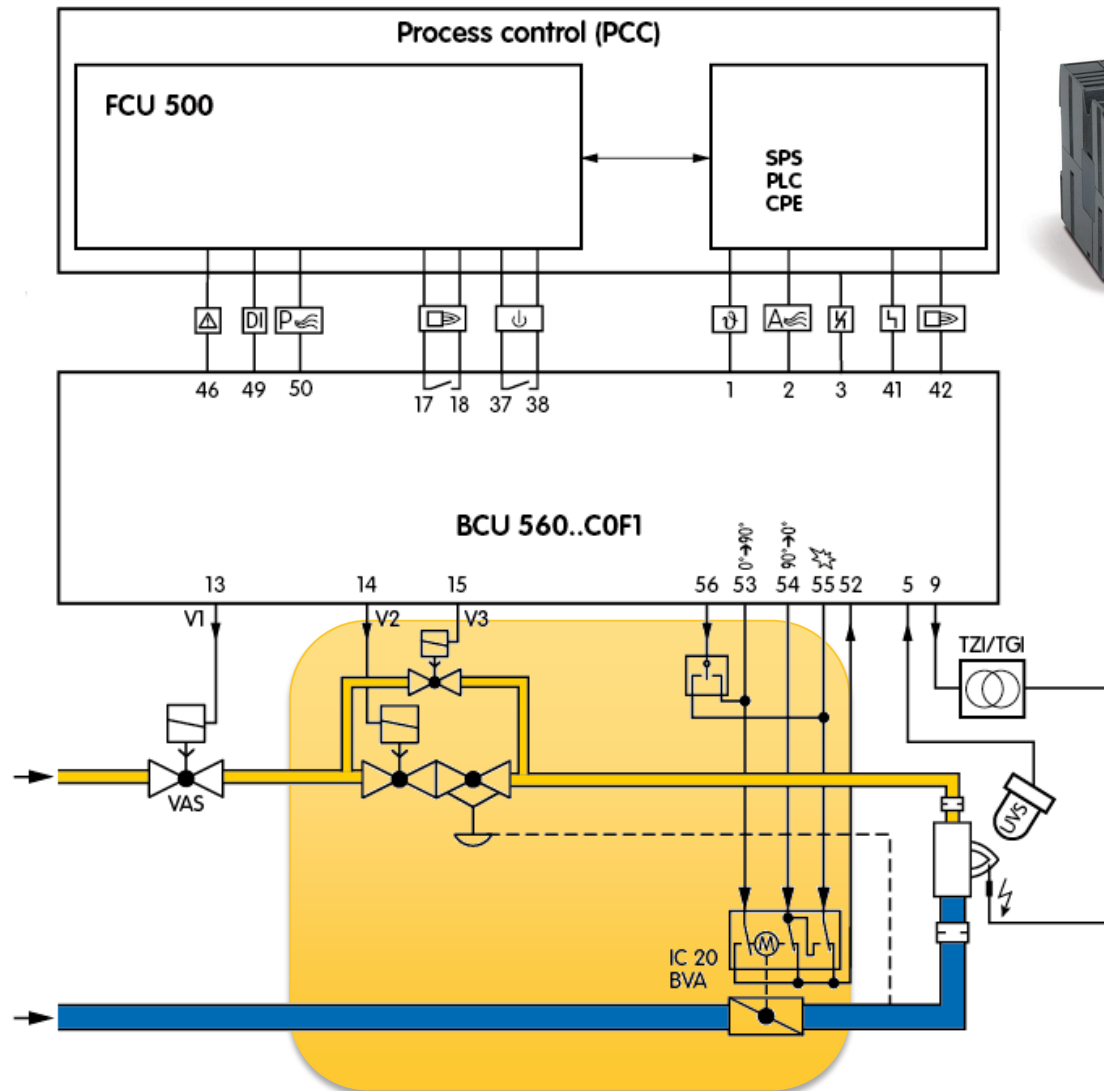 Process control (PCC)
FCU 500
SPS
PLC
CPE
DI P ϑ A
46 49 50 17 18 37 38 1 2 3 41 42
BCU 560..C0F1
0°→90° 90°→0°
13 14 15 56 53 54 55 52 5 9
V1 V2 V3
TZI/TGI
VAS
UVS
M
IC 20
BVA